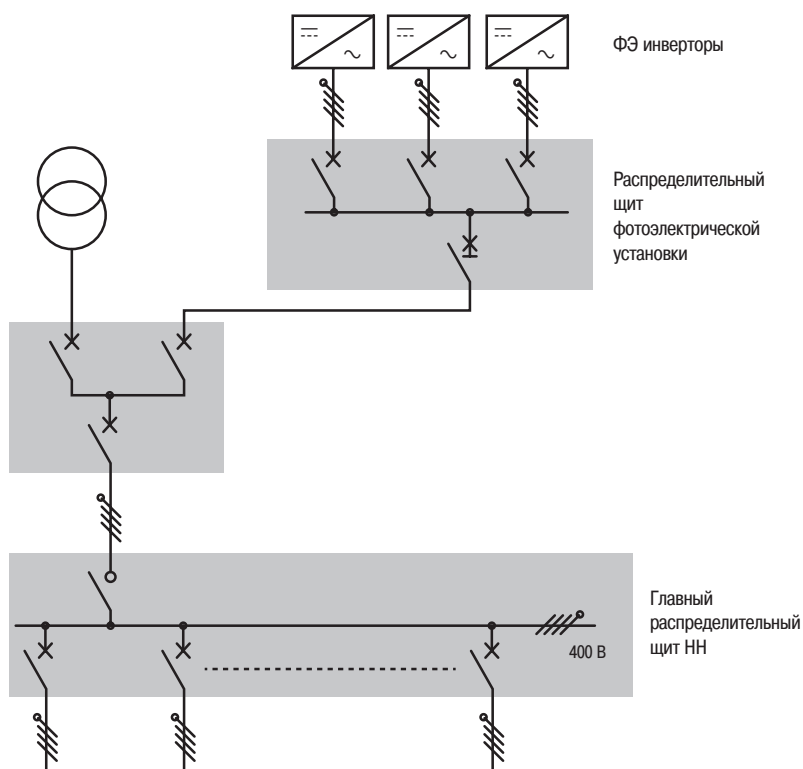 ФЭ инверторы
Распределительный
щит
фотоэлектрической
установки
Главный
распределительный
щит НН
400 В